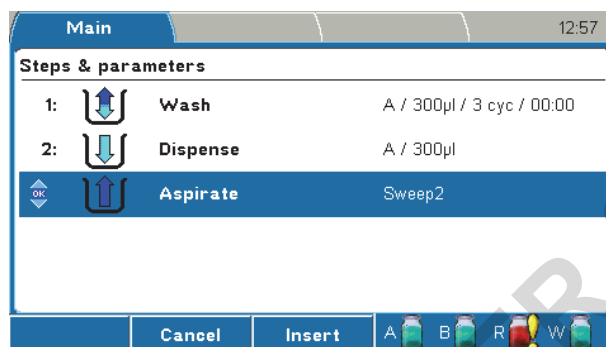 Main 12:57
Steps & parameters
1: Wash A / 300µl / 3 cyc / 00:00
2: Dispense A / 300µl
OK Aspirate Sweep2
Cancel Insert A B R W